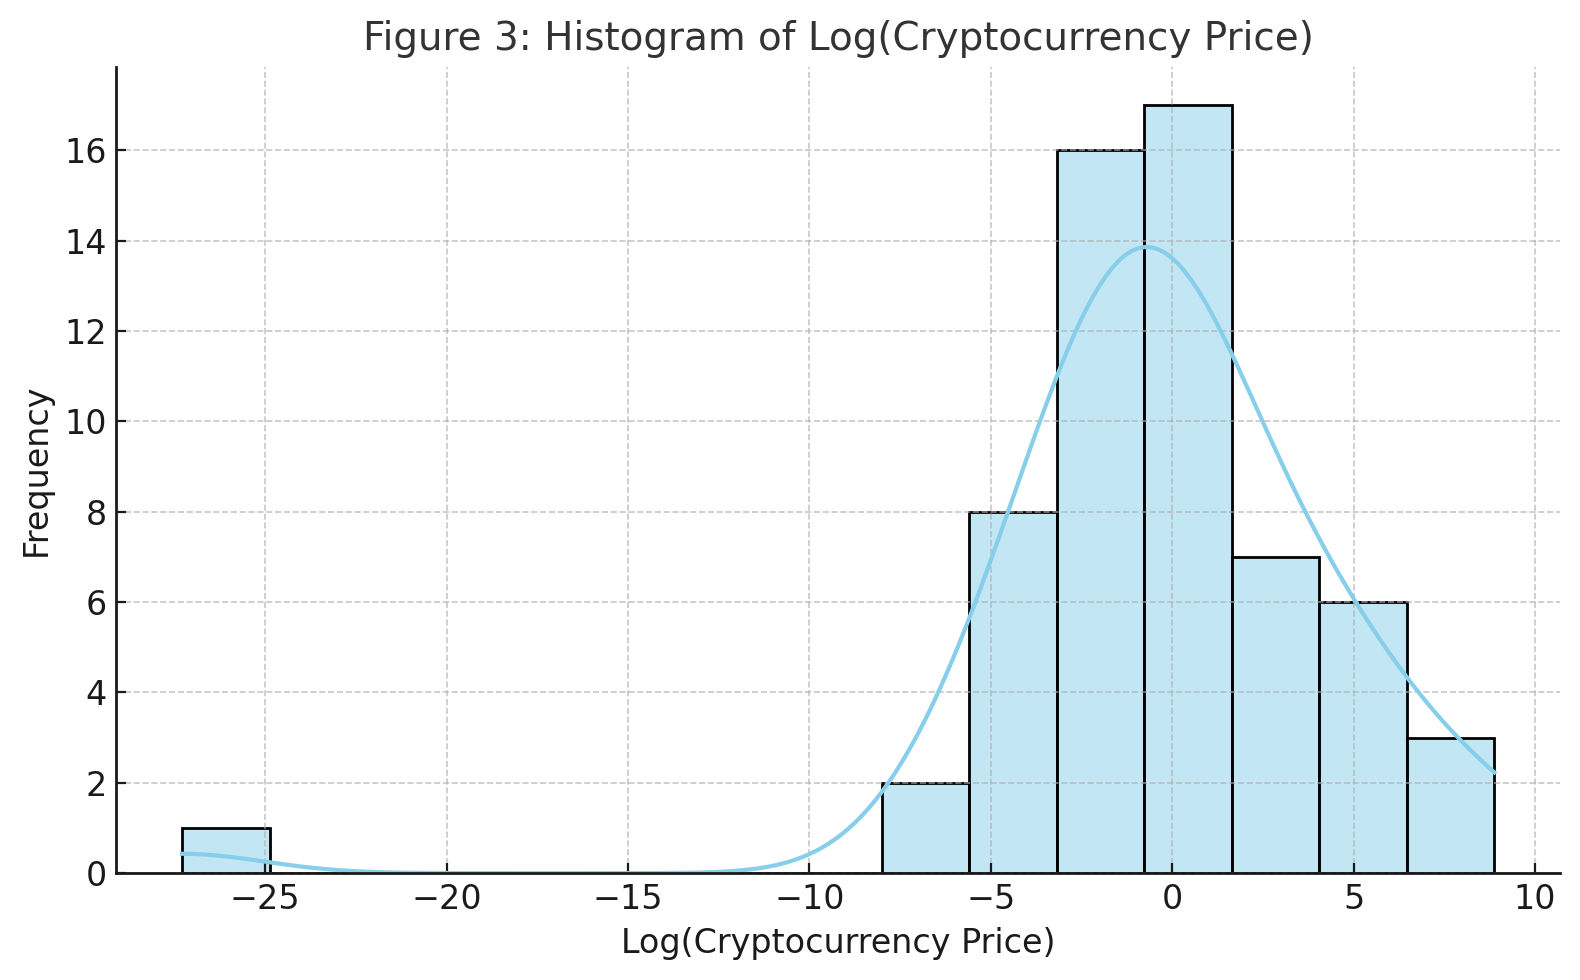 Figure 3: Histogram of Log(Cryptocurrency Price)
Frequency
16
14
12
10
8
6
4
2
0
−25 −20 −15 −10 −5 0 5 10
Log(Cryptocurrency Price)